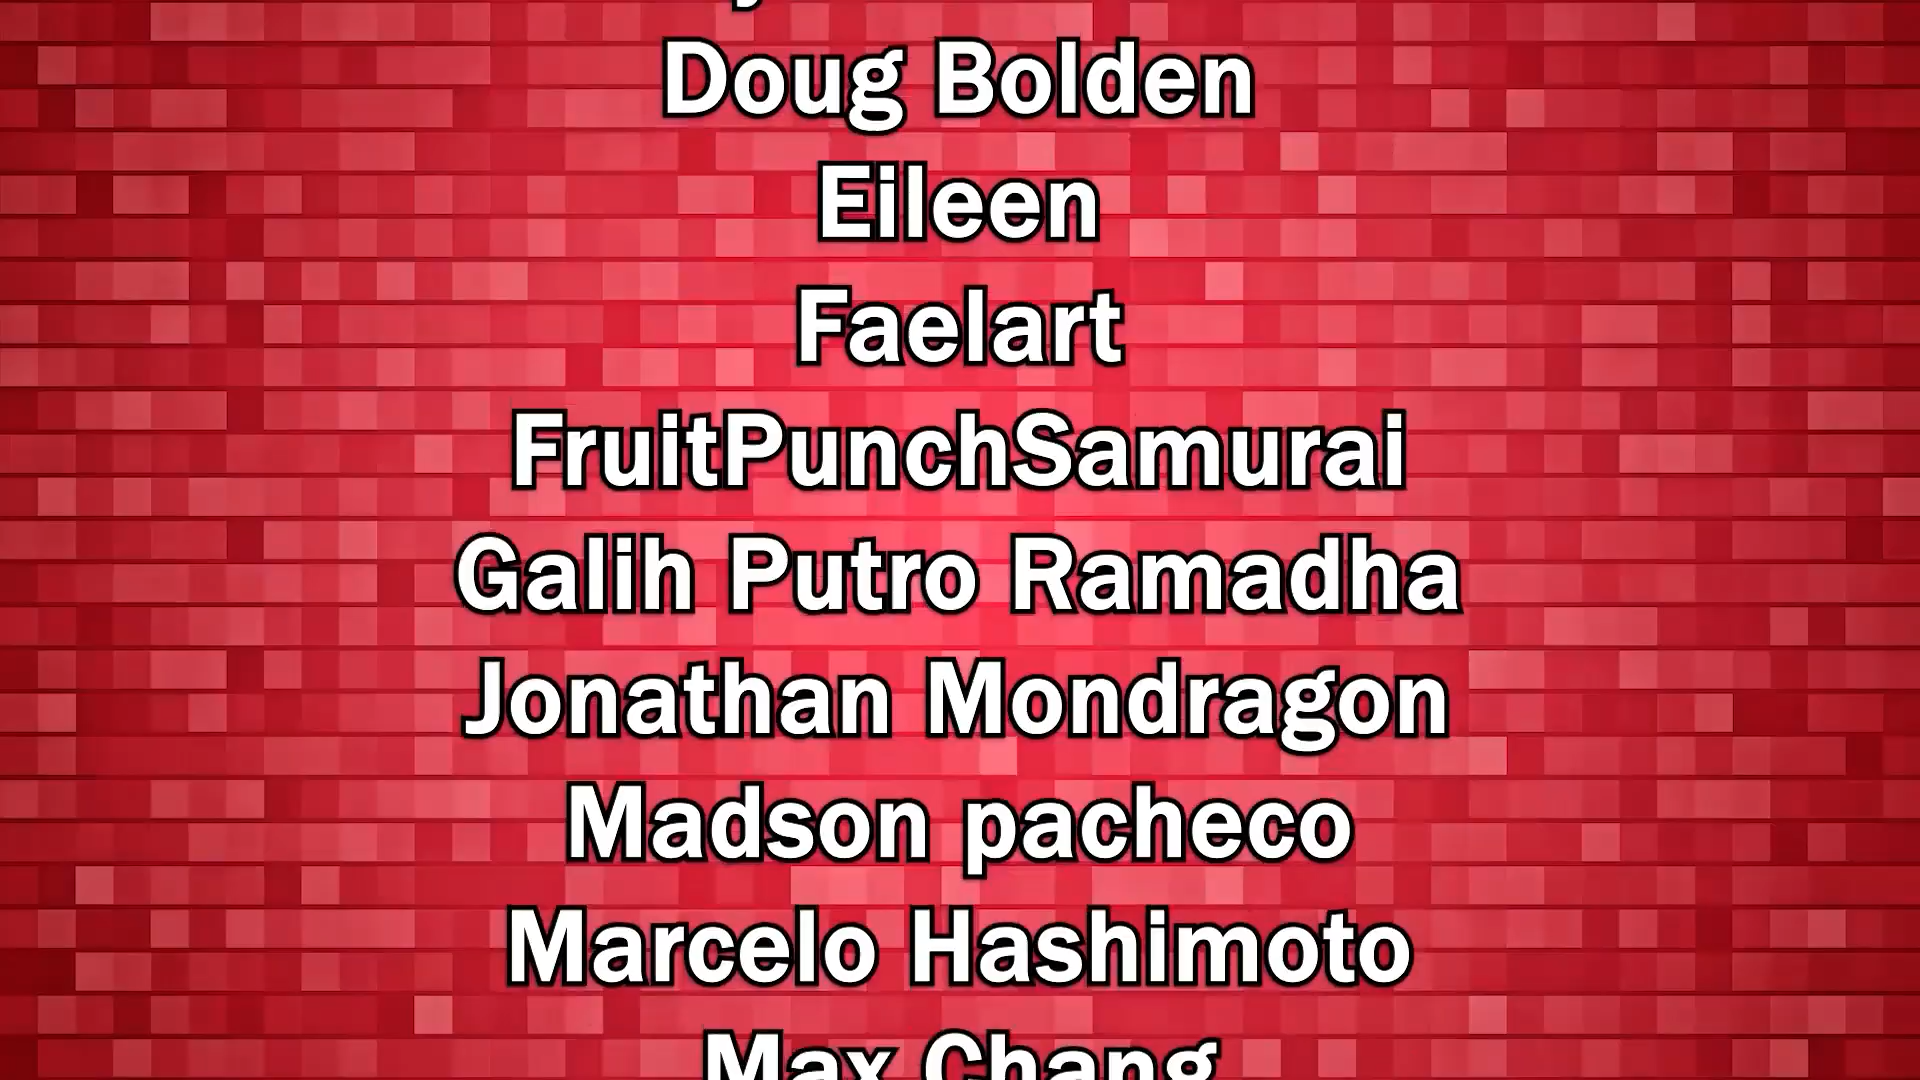 Doug Bolden
Eileen
Faelart
FruitPunchSamurai
Galih Putro Ramadha
Jonathan Mondragon
Madson pacheco
Marcelo Hashimoto
Max Chang